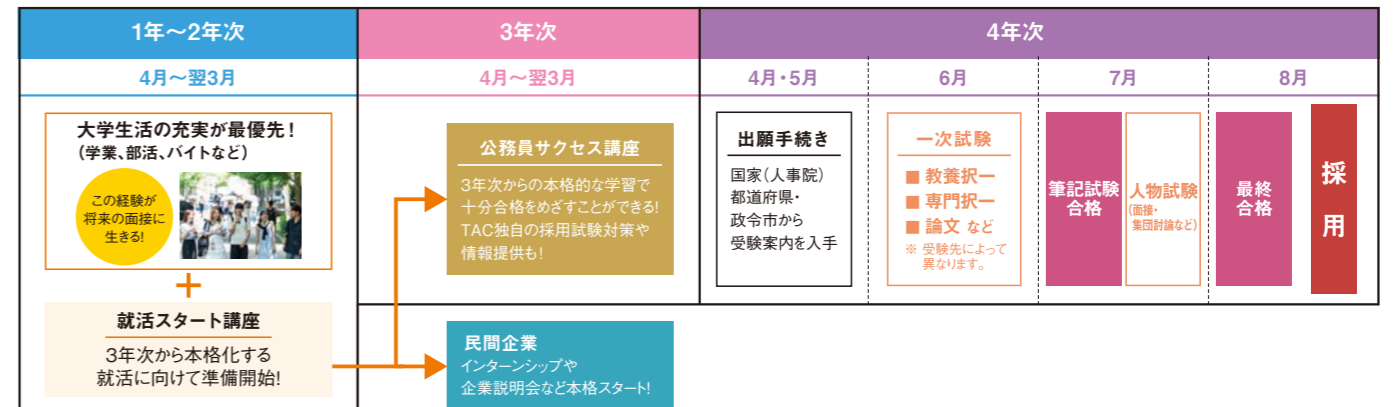 1年～2年次
3年次
4年次
4月～翌3月
4月～翌3月
4月・5月
6月
7月
8月
大学生活の充実が最優先！
（学業、部活、バイトなど）
この経験が
将来の面接に
生きる!
＋
就活スタート講座
3年次から本格化する
就活に向けて準備開始!
公務員サクセス講座
3年次からの本格的な学習で
十分合格をめざすことができる!
TAC独自の採用試験対策や
情報提供も!
民間企業
インターンシップや
企業説明会など本格スタート!
出願手続き
国家（人事院）
都道府県・
政令市から
受験案内を入手
一次試験
■ 教養択一
■ 専門択一
■ 論文 など
※ 受験先によって
異なります。
筆記試験
合格
人物試験
(面接・
集団討論など)
最終
合格
採
用